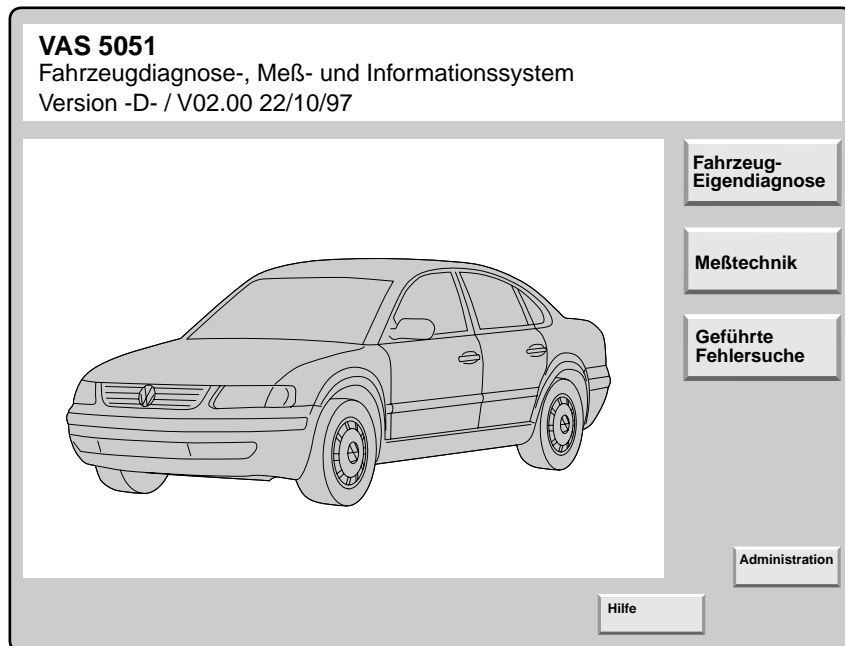 VAS 5051
Fahrzeugdiagnose-, Meß- und Informationssystem
Version -D- / V02.00 22/10/97
Fahrzeug-
Eigendiagnose
Meßtechnik
Geführte
Fehlersuche
Administration
Hilfe